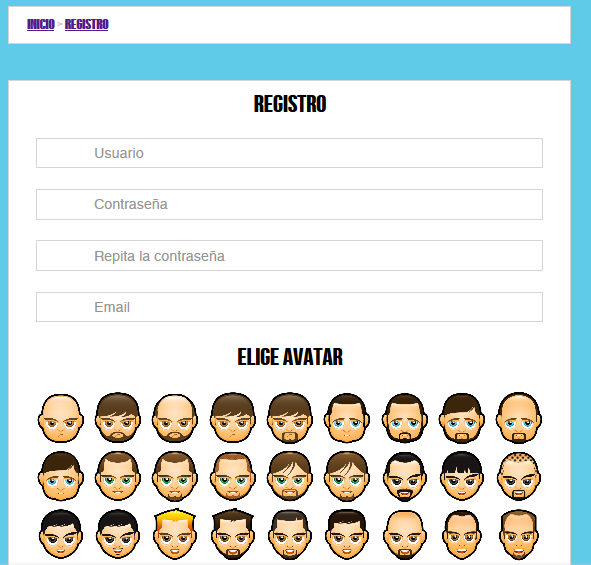 INICIO > REGISTRO
REGISTRO
Usuario
Contraseña
Repita la contraseña
Email
ELIGE AVATAR